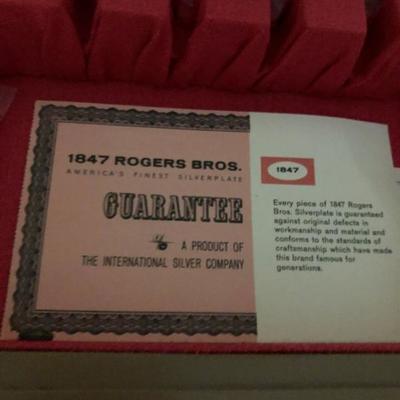 1847 ROGERS BROS.
AMERICA'S FINEST SILVERPLATE
GUARANTEE
A PRODUCT OF
THE INTERNATIONAL SILVER COMPANY
1847
Every piece of 1847 Rogers
Bros. Silverplate is guaranteed
against original defects in
workmanship and material and
conforms to the standards of
craftsmanship which have made
this brand famous for
generations.